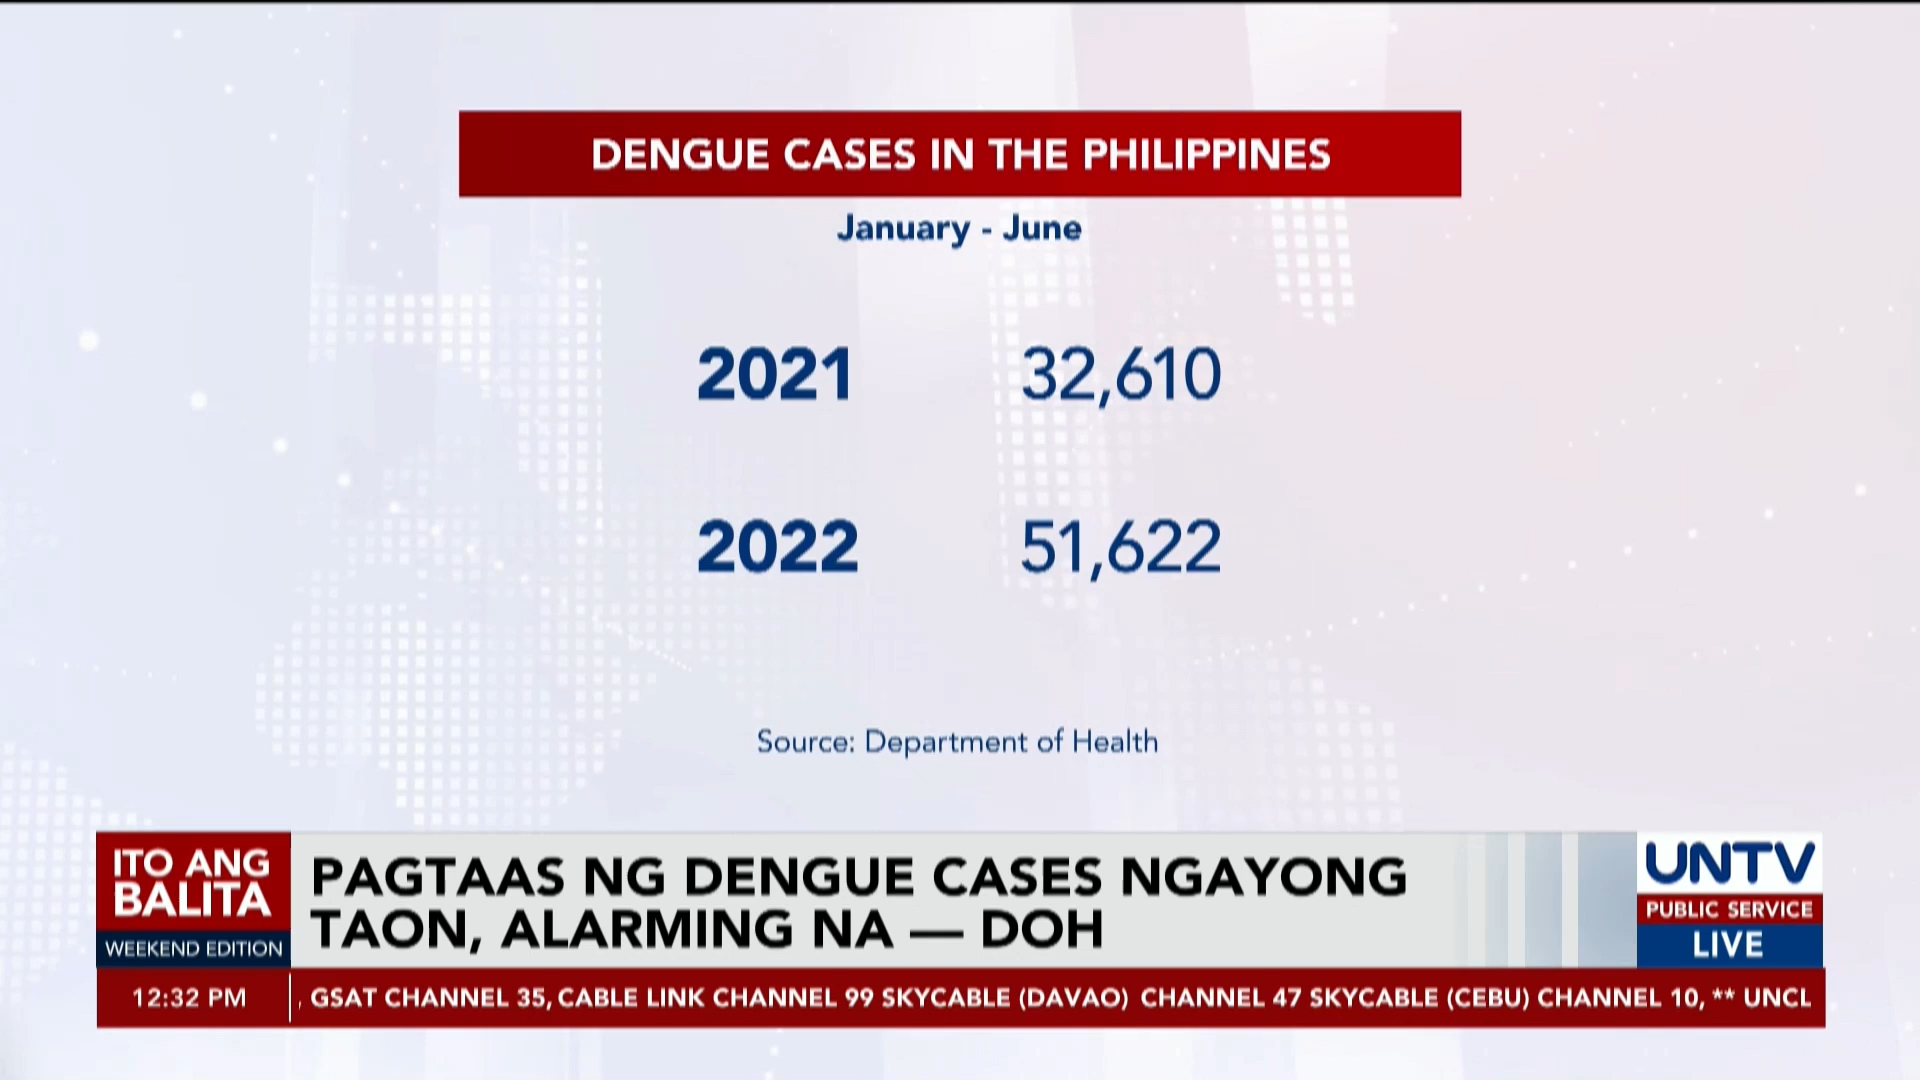 DENGUE CASES IN THE PHILIPPINES
January - June
2021 32,610
2022 51,622
Source: Department of Health
ITO ANG
BALITA
WEEKEND EDITION
PAGTAAS NG DENGUE CASES NGAYONG
TAON, ALARMING NA — DOH
UNTV
PUBLIC SERVICE
LIVE
12:32 PM
, GSAT CHANNEL 35, CABLE LINK CHANNEL 99 SKYCABLE (DAVAO) CHANNEL 47 SKYCABLE (CEBU) CHANNEL 10, ** UNCL